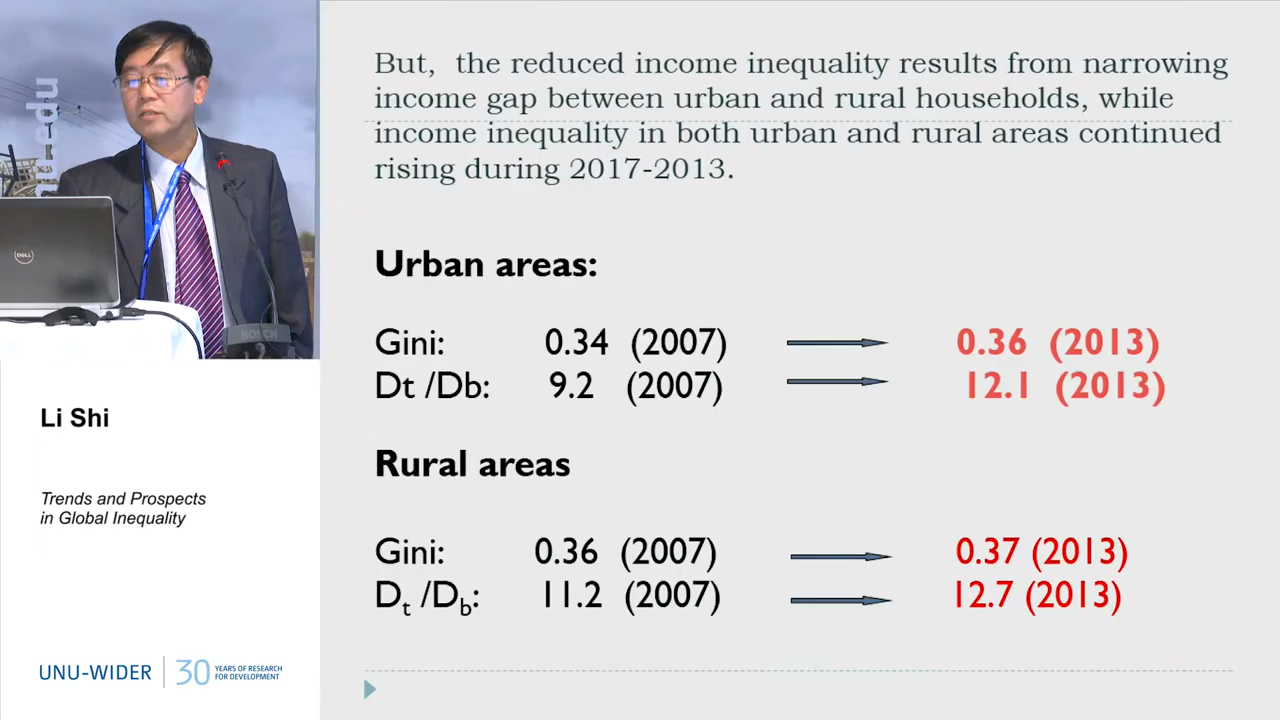 But, the reduced income inequality results from narrowing
income gap between urban and rural households, while
income inequality in both urban and rural areas continued
rising during 2017-2013.
Urban areas:
Gini: 0.34 (2007) 0.36 (2013)
Dt /Db: 9.2 (2007) 12.1 (2013)
Rural areas
Gini: 0.36 (2007) 0.37 (2013)
Dt /Db: 11.2 (2007) 12.7 (2013)
DELL
BOSCH
Li Shi
Trends and Prospects
in Global Inequality
UNU-WIDER
30 YEARS OF RESEARCH
FOR DEVELOPMENT